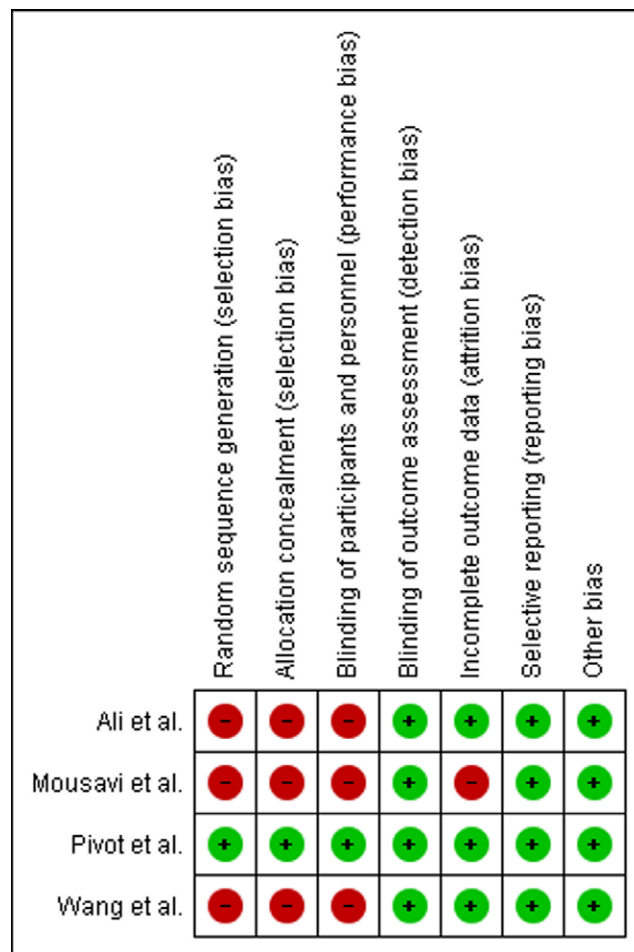 Random sequence generation (selection bias)
Allocation concealment (selection bias)
Blinding of participants and personnel (performance bias)
Blinding of outcome assessment (detection bias)
Incomplete outcome data (attrition bias)
Selective reporting (reporting bias)
Other bias
Ali et al. - - - + + + +
Mousavi et al. - - - + - + +
Pivot et al. + + + + + + +
Wang et al. - - - + + + +